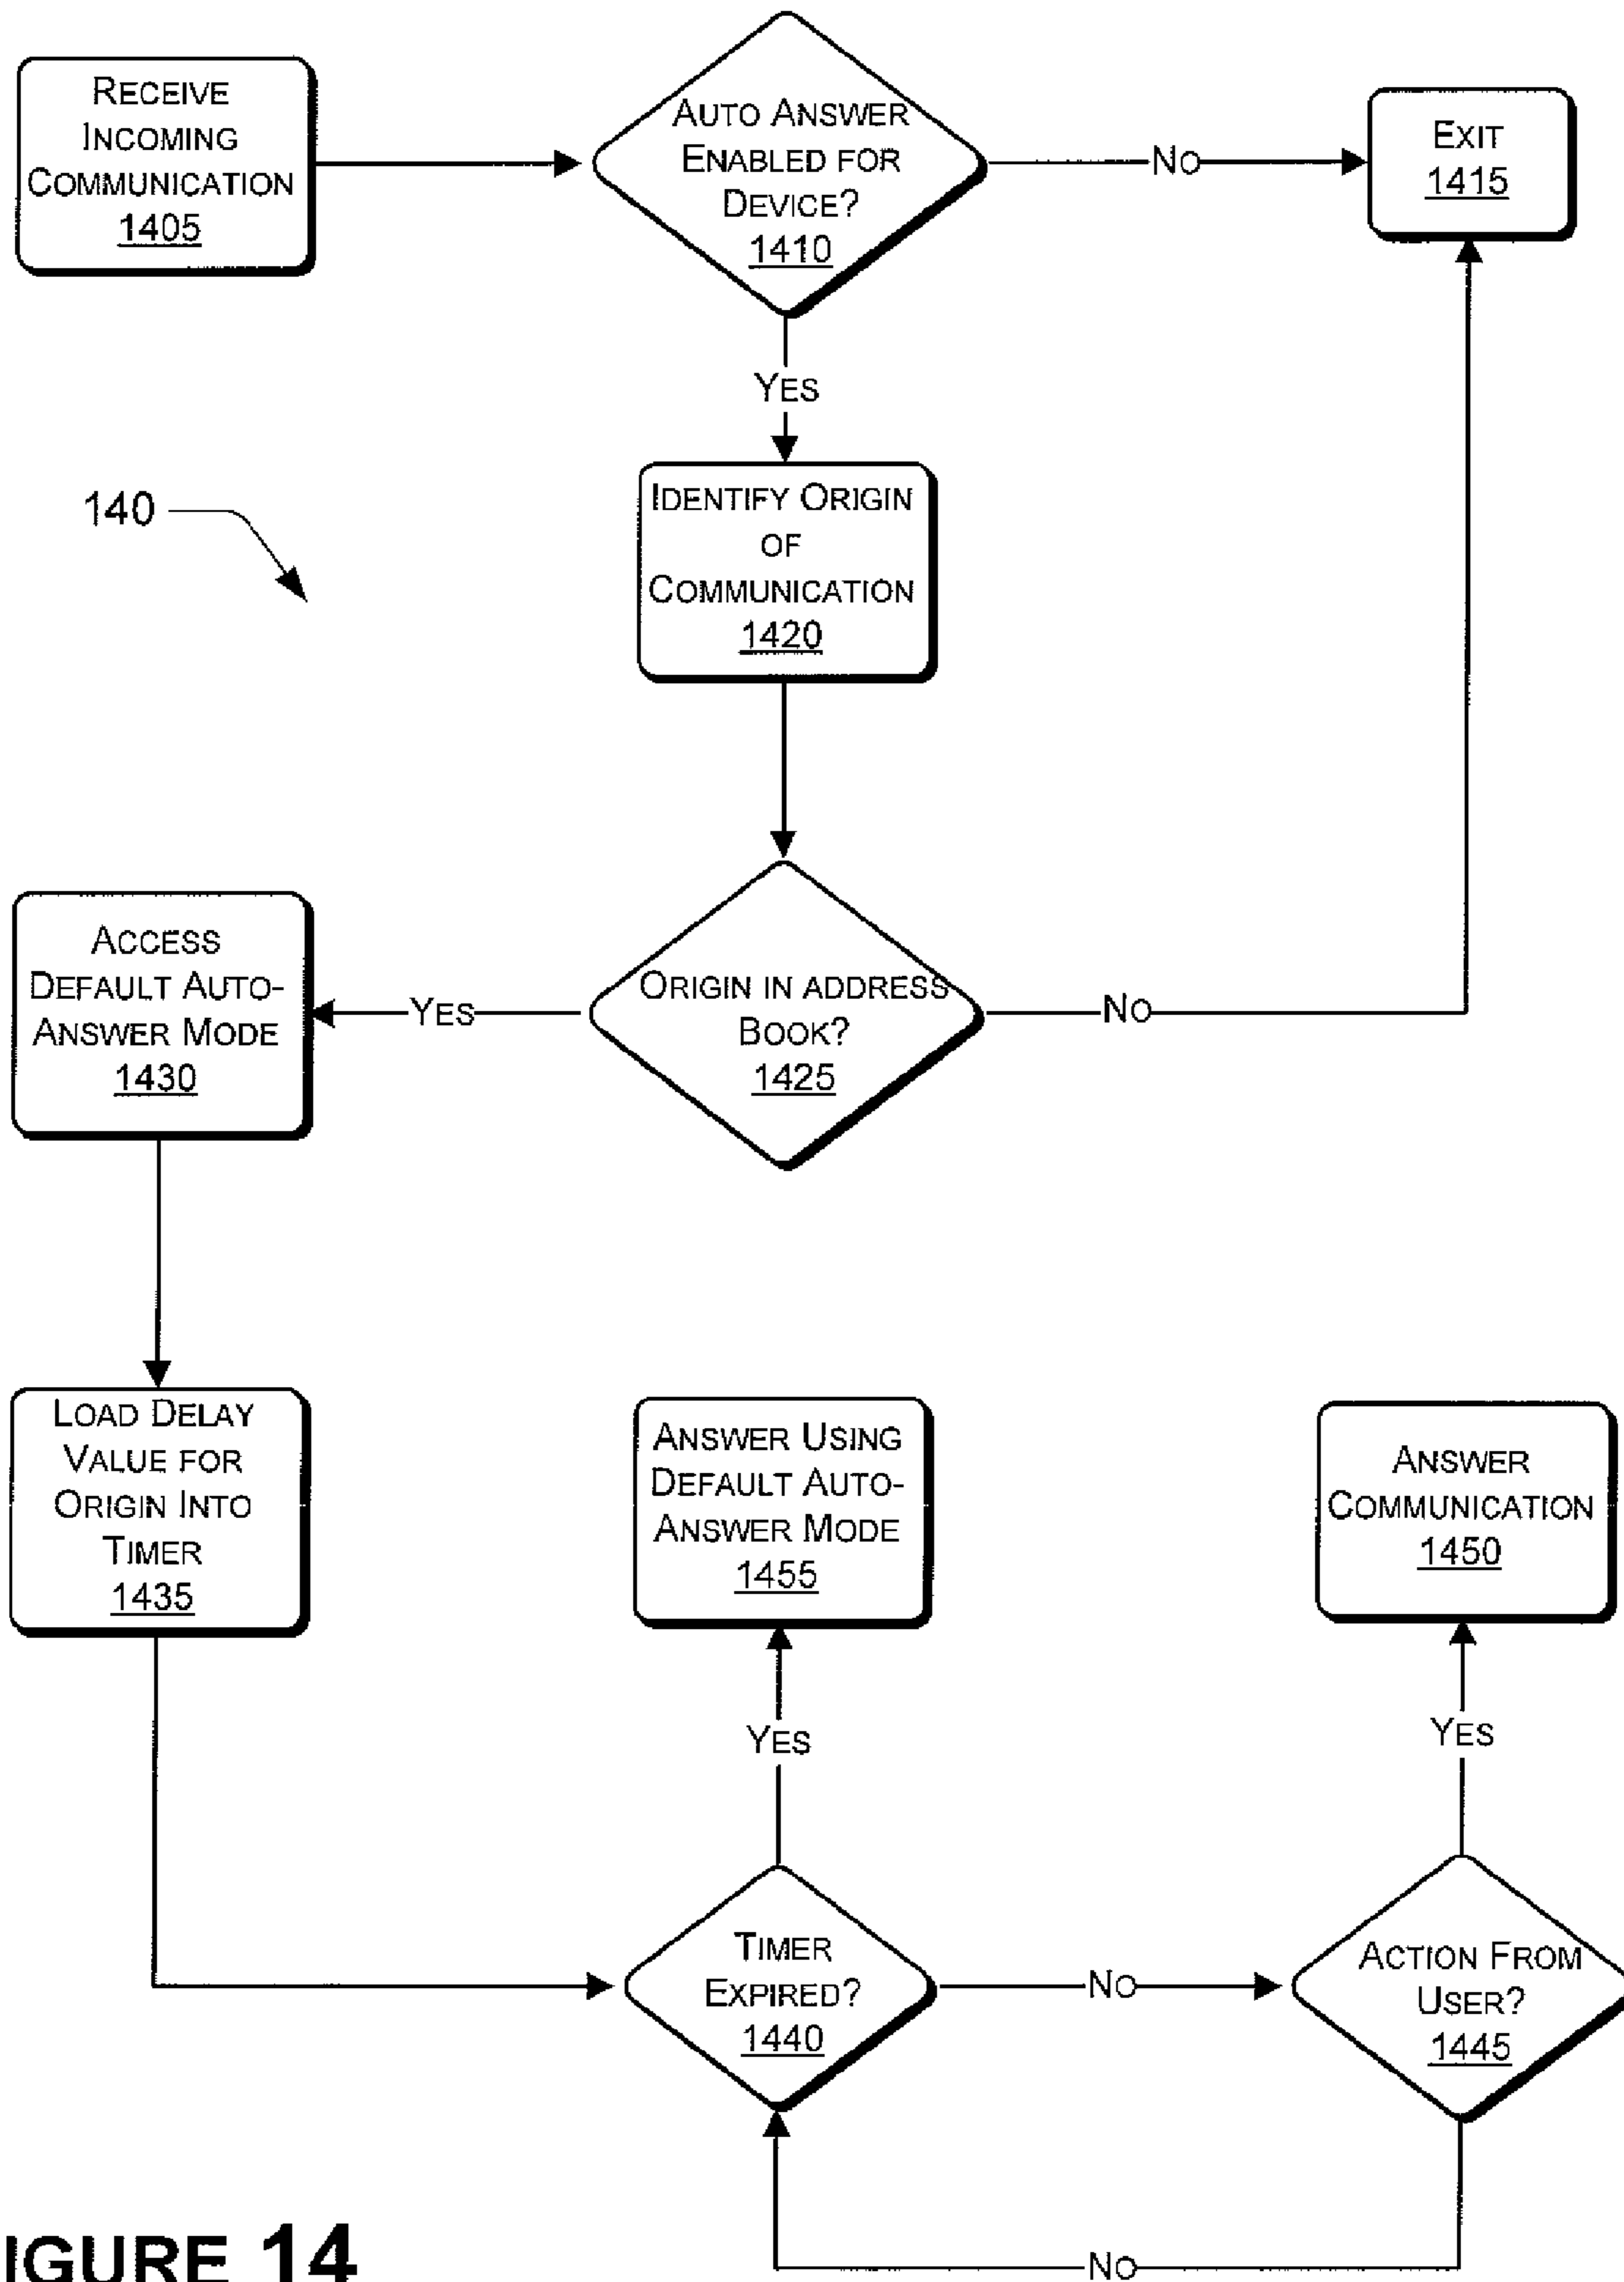 RECEIVE
INCOMING
COMMUNICATION
1405
AUTO ANSWER
ENABLED FOR
DEVICE?
1410
NO
EXIT
1415
YES
140
IDENTIFY ORIGIN
OF
COMMUNICATION
1420
ACCESS
DEFAULT AUTO-
ANSWER MODE
1430
YES
ORIGIN IN ADDRESS
BOOK?
1425
NO
LOAD DELAY
VALUE FOR
ORIGIN INTO
TIMER
1435
ANSWER USING
DEFAULT AUTO-
ANSWER MODE
1455
ANSWER
COMMUNICATION
1450
YES
YES
TIMER
EXPIRED?
1440
NO
ACTION FROM
USER?
1445
NO
IGURE 14